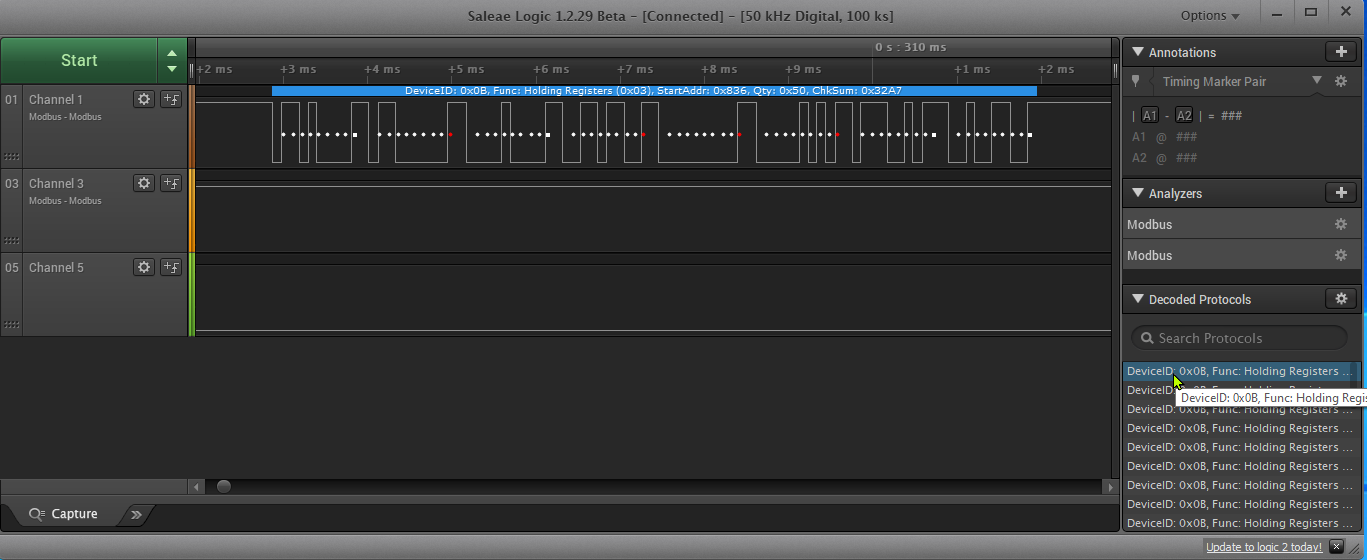 Saleae Logic 1.2.29 Beta - [Connected] - [50 kHz Digital, 100 ks]
Options
Start
0 s : 310 ms
+2 ms +3 ms +4 ms +5 ms +6 ms +7 ms +8 ms +9 ms +1 ms +2 ms
01 Channel 1
Modbus - Modbus
DeviceID: 0x0B, Func: Holding Registers (0x03), StartAddr: 0x836, Qty: 0x50, ChkSum: 0x32A7
03 Channel 3
Modbus - Modbus
05 Channel 5
Capture
Annotations
Timing Marker Pair
| A1 - A2 | = ###
A1 @ ###
A2 @ ###
Analyzers
Modbus
Modbus
Decoded Protocols
Search Protocols
DeviceID: 0x0B, Func: Holding Registers ...
DeviceID:
DeviceID: 0x0B, Func: Holding Regis
DeviceID: 0x0B, Func: Holding Registers ...
DeviceID: 0x0B, Func: Holding Registers ...
DeviceID: 0x0B, Func: Holding Registers ...
DeviceID: 0x0B, Func: Holding Registers ...
DeviceID: 0x0B, Func: Holding Registers ...
DeviceID: 0x0B, Func: Holding Registers ...
DeviceID: 0x0B, Func: Holding Registers ...
Update to logic 2 today!